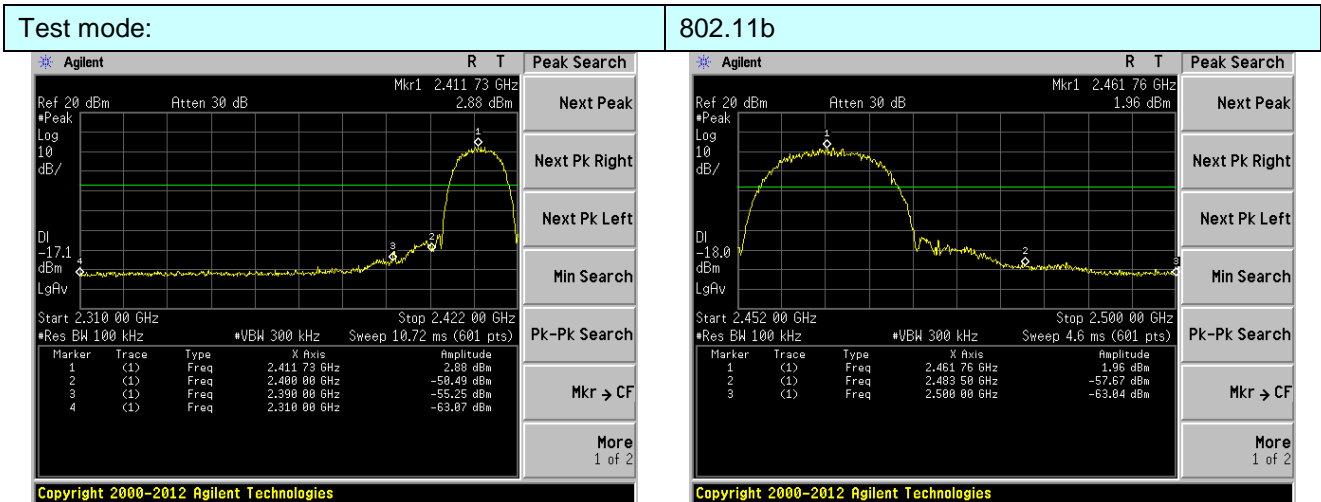 Test mode:
802.11b
Agilent
R T
Peak Search
Mkr1 2.411 73 GHz
Ref 20 dBm
Atten 30 dB
2.88 dBm
#Peak
Log
10
dB/
1
2
3
4
DI
-17.1
dBm
LgAv
Start 2.310 00 GHz
Stop 2.422 00 GHz
#Res BW 100 kHz
#VBW 300 kHz
Sweep 10.72 ms (601 pts)
Marker Trace Type X Axis Amplitude
1 (1) Freq 2.411 73 GHz 2.88 dBm
2 (1) Freq 2.400 00 GHz -50.49 dBm
3 (1) Freq 2.390 00 GHz -55.25 dBm
4 (1) Freq 2.310 00 GHz -63.07 dBm
Next Peak
Next Pk Right
Next Pk Left
Min Search
Pk-Pk Search
Mkr → CF
More
1 of 2
Copyright 2000-2012 Agilent Technologies
Agilent
R T
Peak Search
Mkr1 2.461 76 GHz
Ref 20 dBm
Atten 30 dB
1.96 dBm
#Peak
Log
10
dB/
1
2
3
DI
-18.0
dBm
LgAv
Start 2.452 00 GHz
Stop 2.500 00 GHz
#Res BW 100 kHz
#VBW 300 kHz
Sweep 4.6 ms (601 pts)
Marker Trace Type X Axis Amplitude
1 (1) Freq 2.461 76 GHz 1.96 dBm
2 (1) Freq 2.483 50 GHz -57.67 dBm
3 (1) Freq 2.500 00 GHz -63.04 dBm
Next Peak
Next Pk Right
Next Pk Left
Min Search
Pk-Pk Search
Mkr → CF
More
1 of 2
Copyright 2000-2012 Agilent Technologies